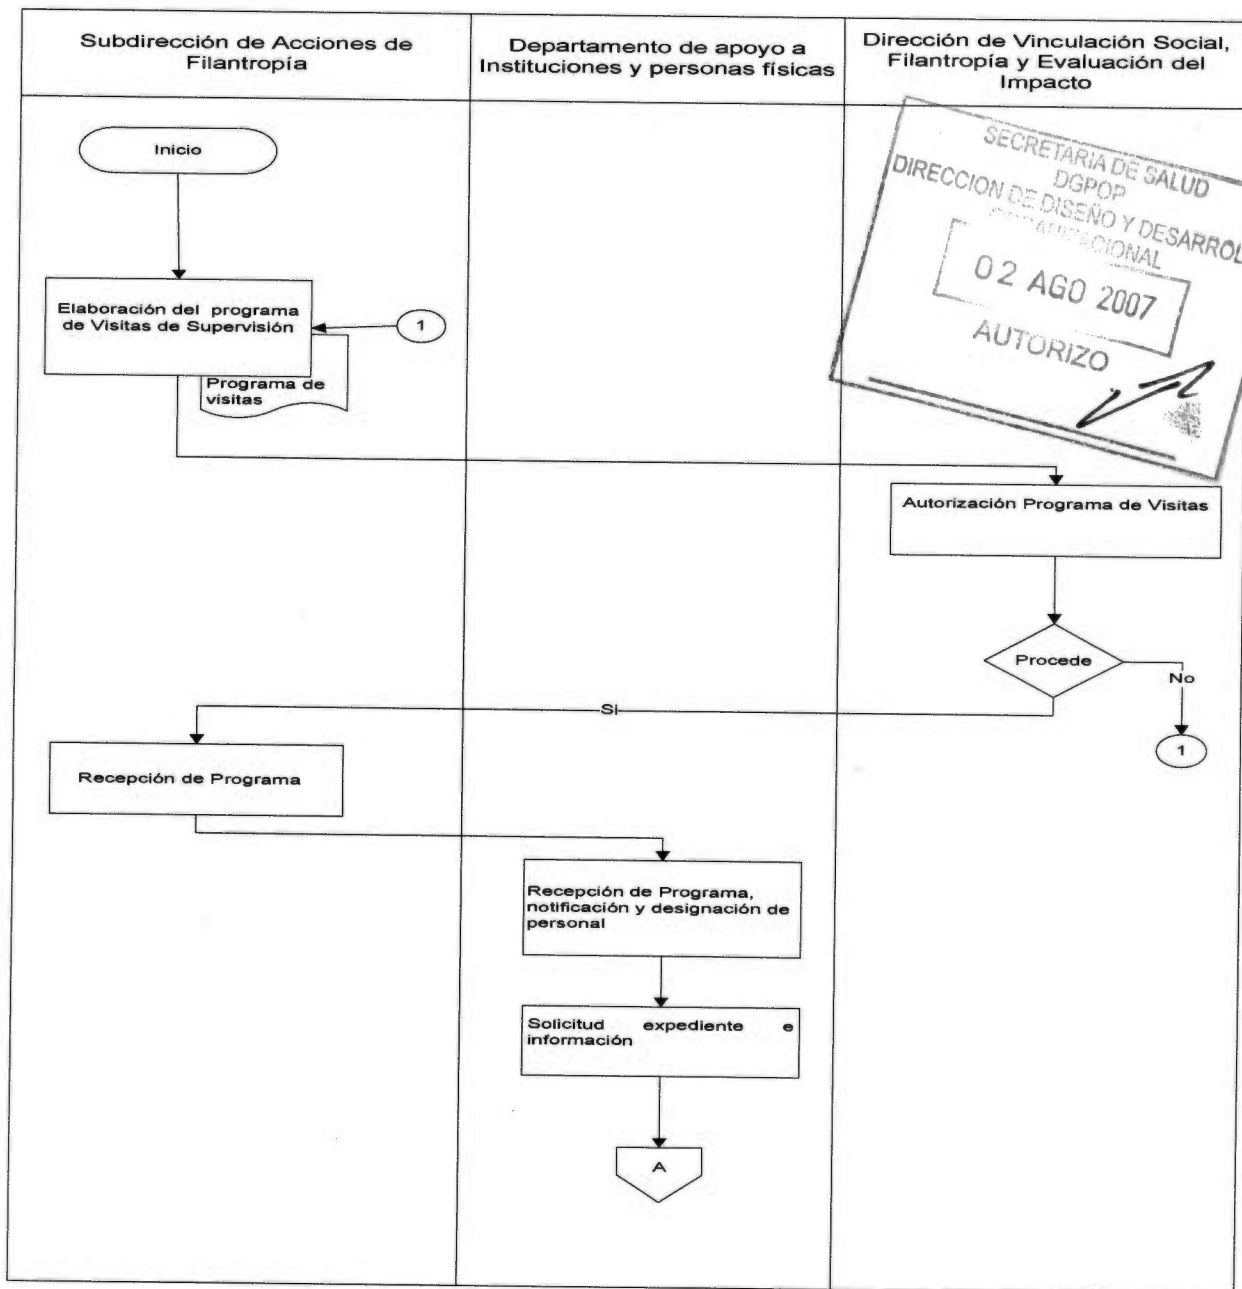 Subdirección de Acciones de
Filantropía
Departamento de apoyo a
Instituciones y personas físicas
Dirección de Vinculación Social,
Filantropía y Evaluación del
Impacto
SECRETARIA DE SALUD
DGPOP
DIRECCION DE DISEÑO Y DESARROL
02 AGO 2007
AUTORIZO
Inicio
Elaboración del programa
de Visitas de Supervisión
1
Programa de
visitas
Autorización Programa de Visitas
Procede
No
Si
1
Recepción de Programa
Recepción de Programa,
notificación y designación de
personal
Solicitud expediente e
información
A